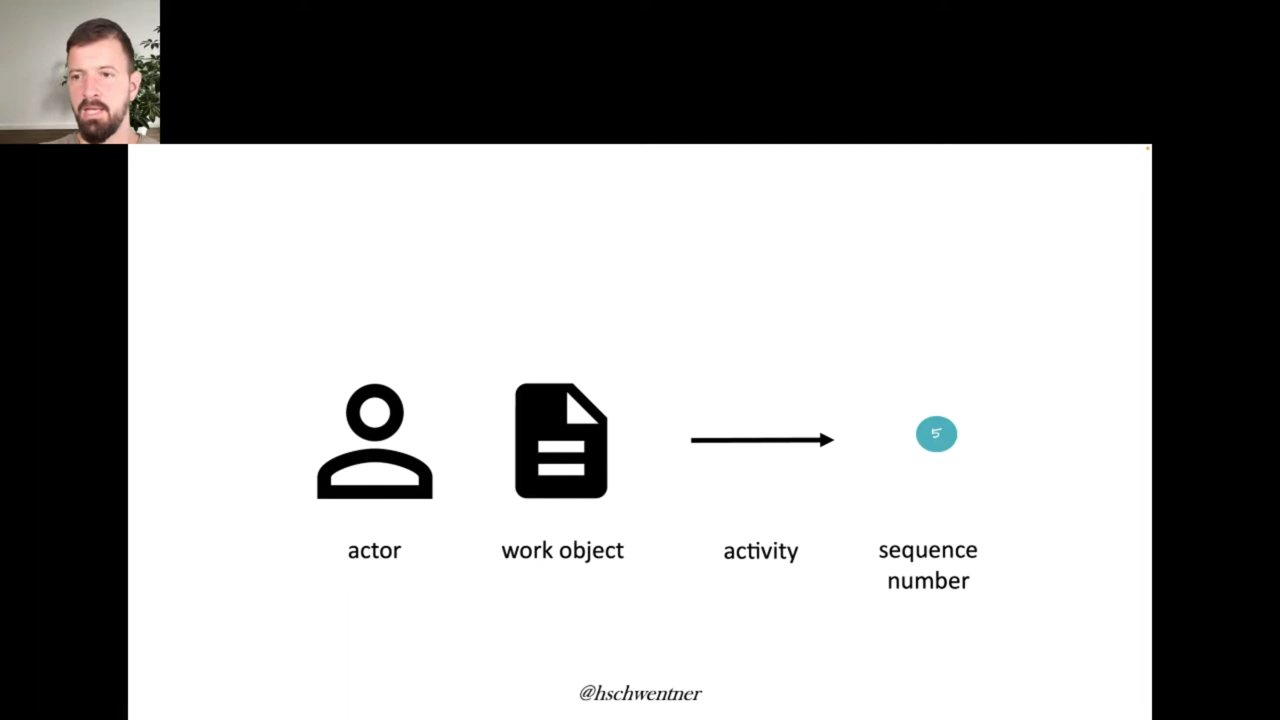 5
actor
work object
activity
sequence
number
@hschwentner